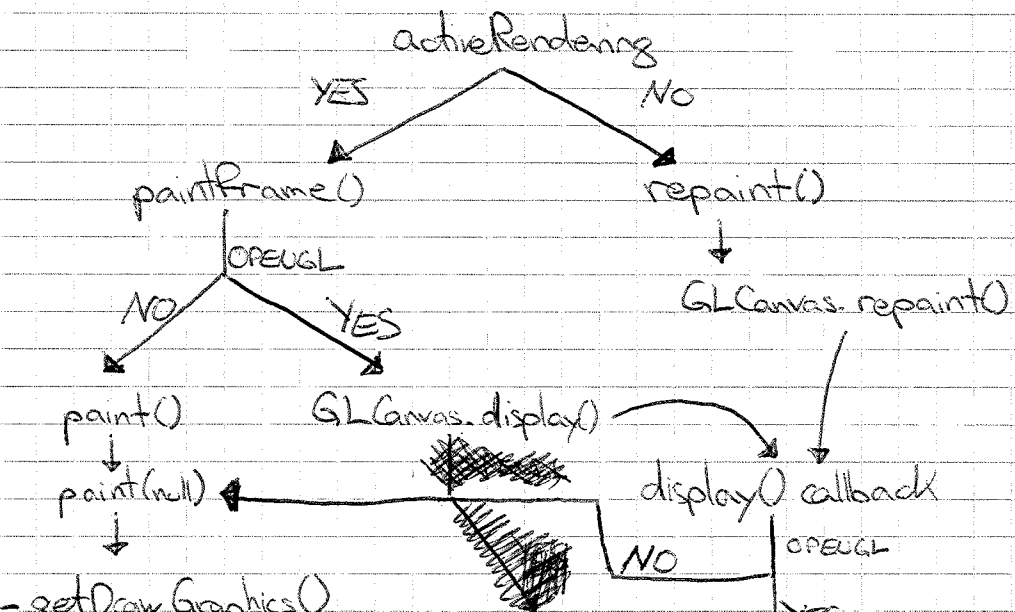 activeRendering
YES
NO
paintFrame()
repaint()
OPENGL
NO
YES
GLCanvas.repaint()
paint()
GLCanvas.display()
paint(null)
display() callback
OPENGL
NO
- getDrawGraphics()
YES